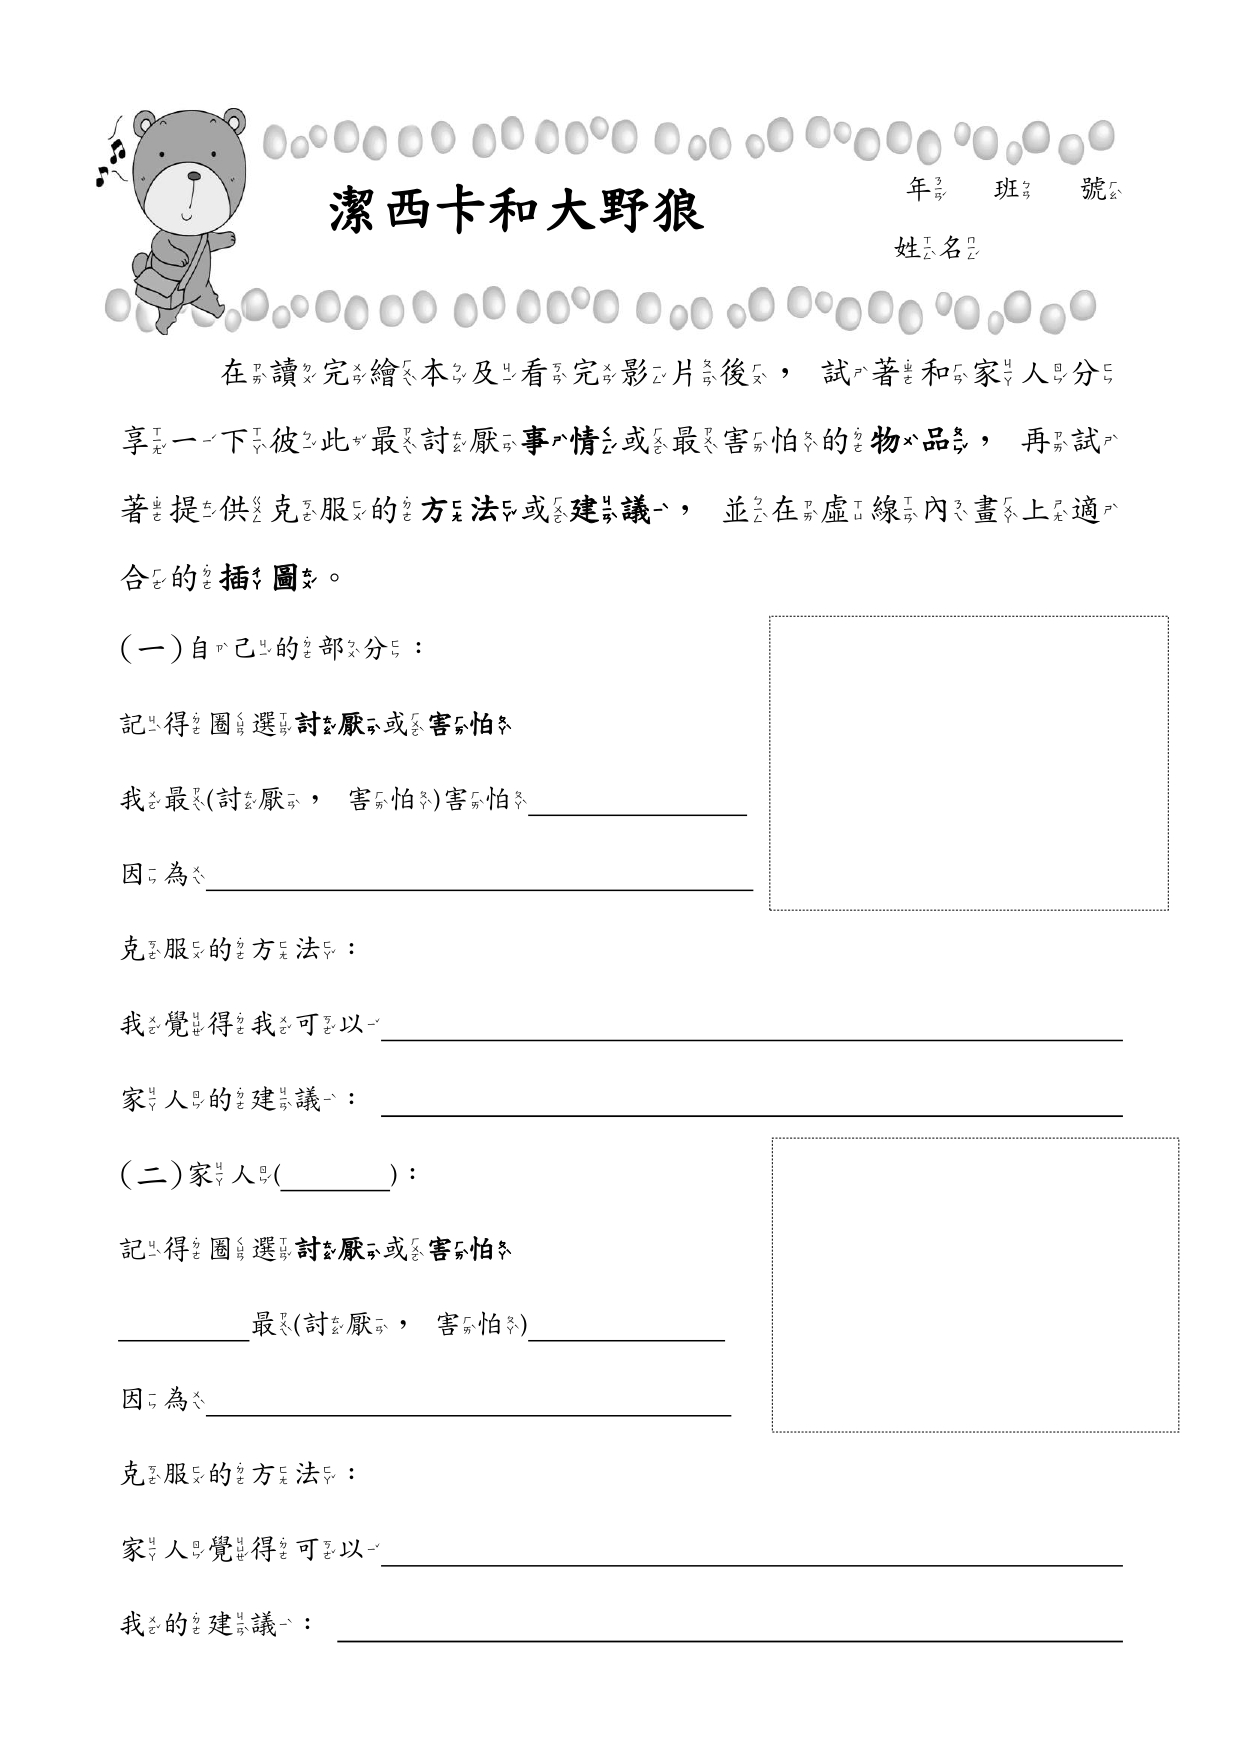 潔西卡和大野狼
年 班 號
姓名
在讀完繪本及看完影片後，試著和家人分
享一下彼此最討厭事情或最害怕的物品，再試
著提供克服的方法或建議，並在虛線內畫上適
合的插圖。
(一)自己的部分：
記得圈選討厭或害怕
我最(討厭，害怕)害怕
因為
克服的方法：
我覺得我可以
家人的建議：
(二)家人( )：
記得圈選討厭或害怕
最(討厭，害怕)
因為
克服的方法：
家人覺得可以
我的建議：